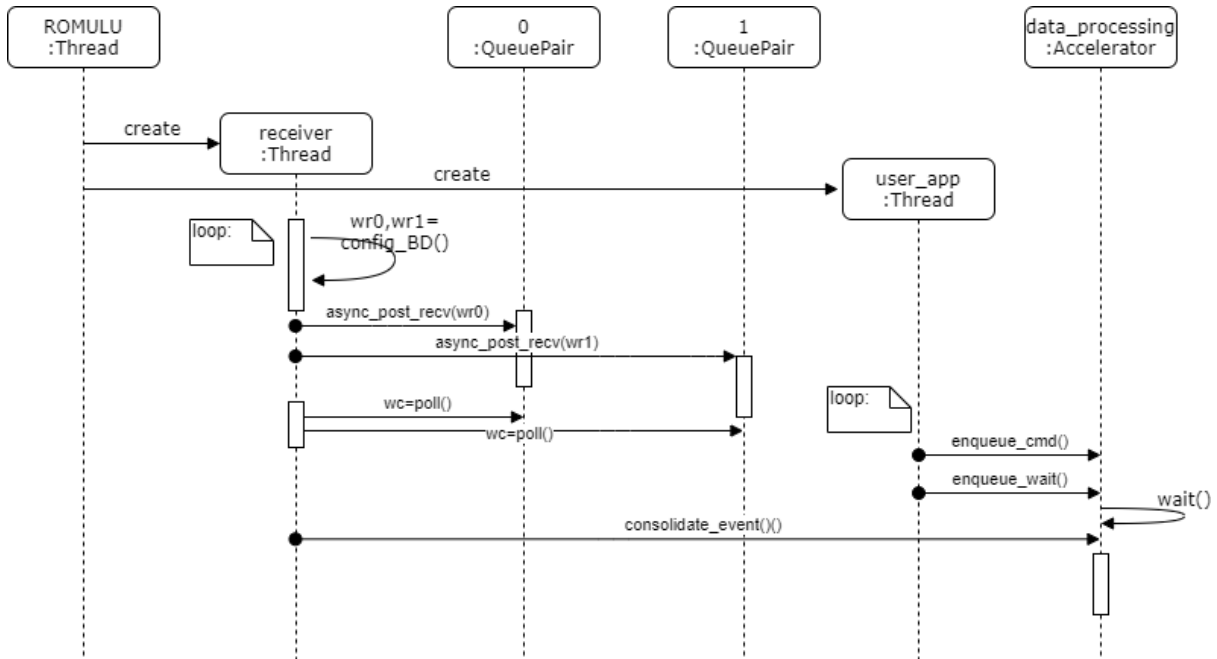 ROMULU
:Thread
0
:QueuePair
1
:QueuePair
data_processing
:Accelerator
create
receiver
:Thread
create
user_app
:Thread
loop:
wr0,wr1=
config_BD()
async_post_recv(wr0)
async_post_recv(wr1)
loop:
wc=poll()
wc=poll()
enqueue_cmd()
enqueue_wait()
wait()
consolidate_event()()